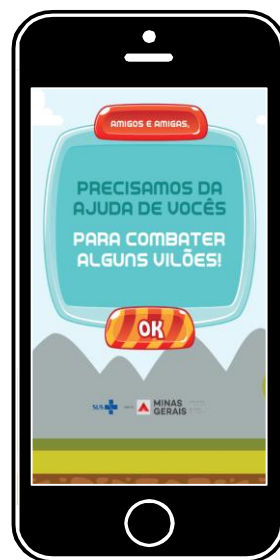 AMIGOS E AMIGAS,
PRECISAMOS DA
AJUDA DE VOCÊS
PARA COMBATER
ALGUNS VILÕES!
OK
SUS
MINAS
GERAIS